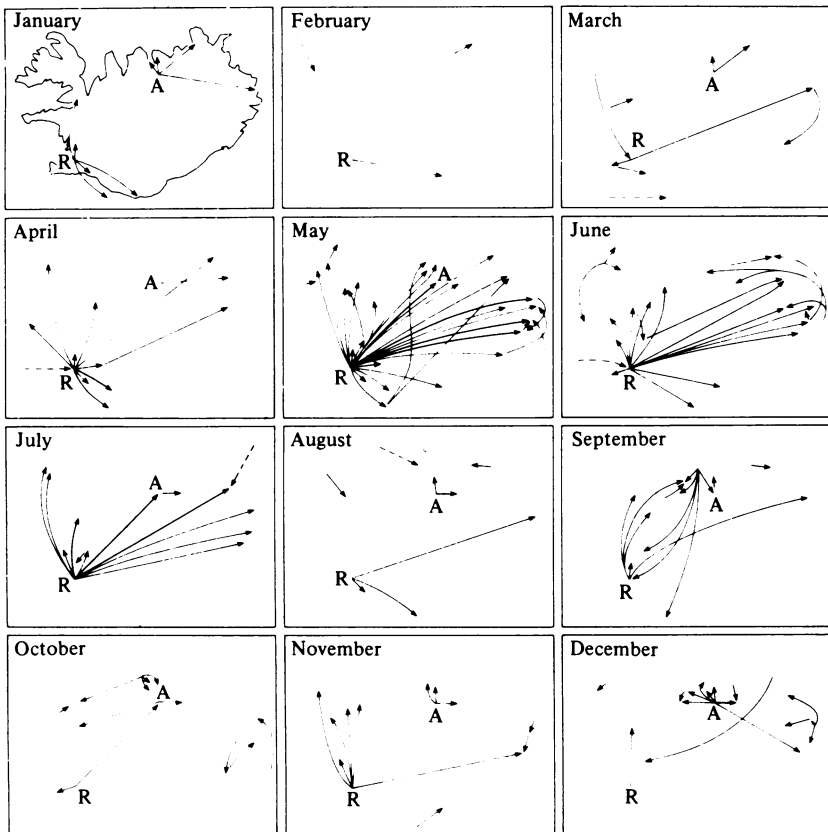 January
A
R
February
R
March
A
R
April
A
R
May
A
R
June
R
July
A
R
August
A
R
September
A
R
October
A
R
November
A
R
December
A
R